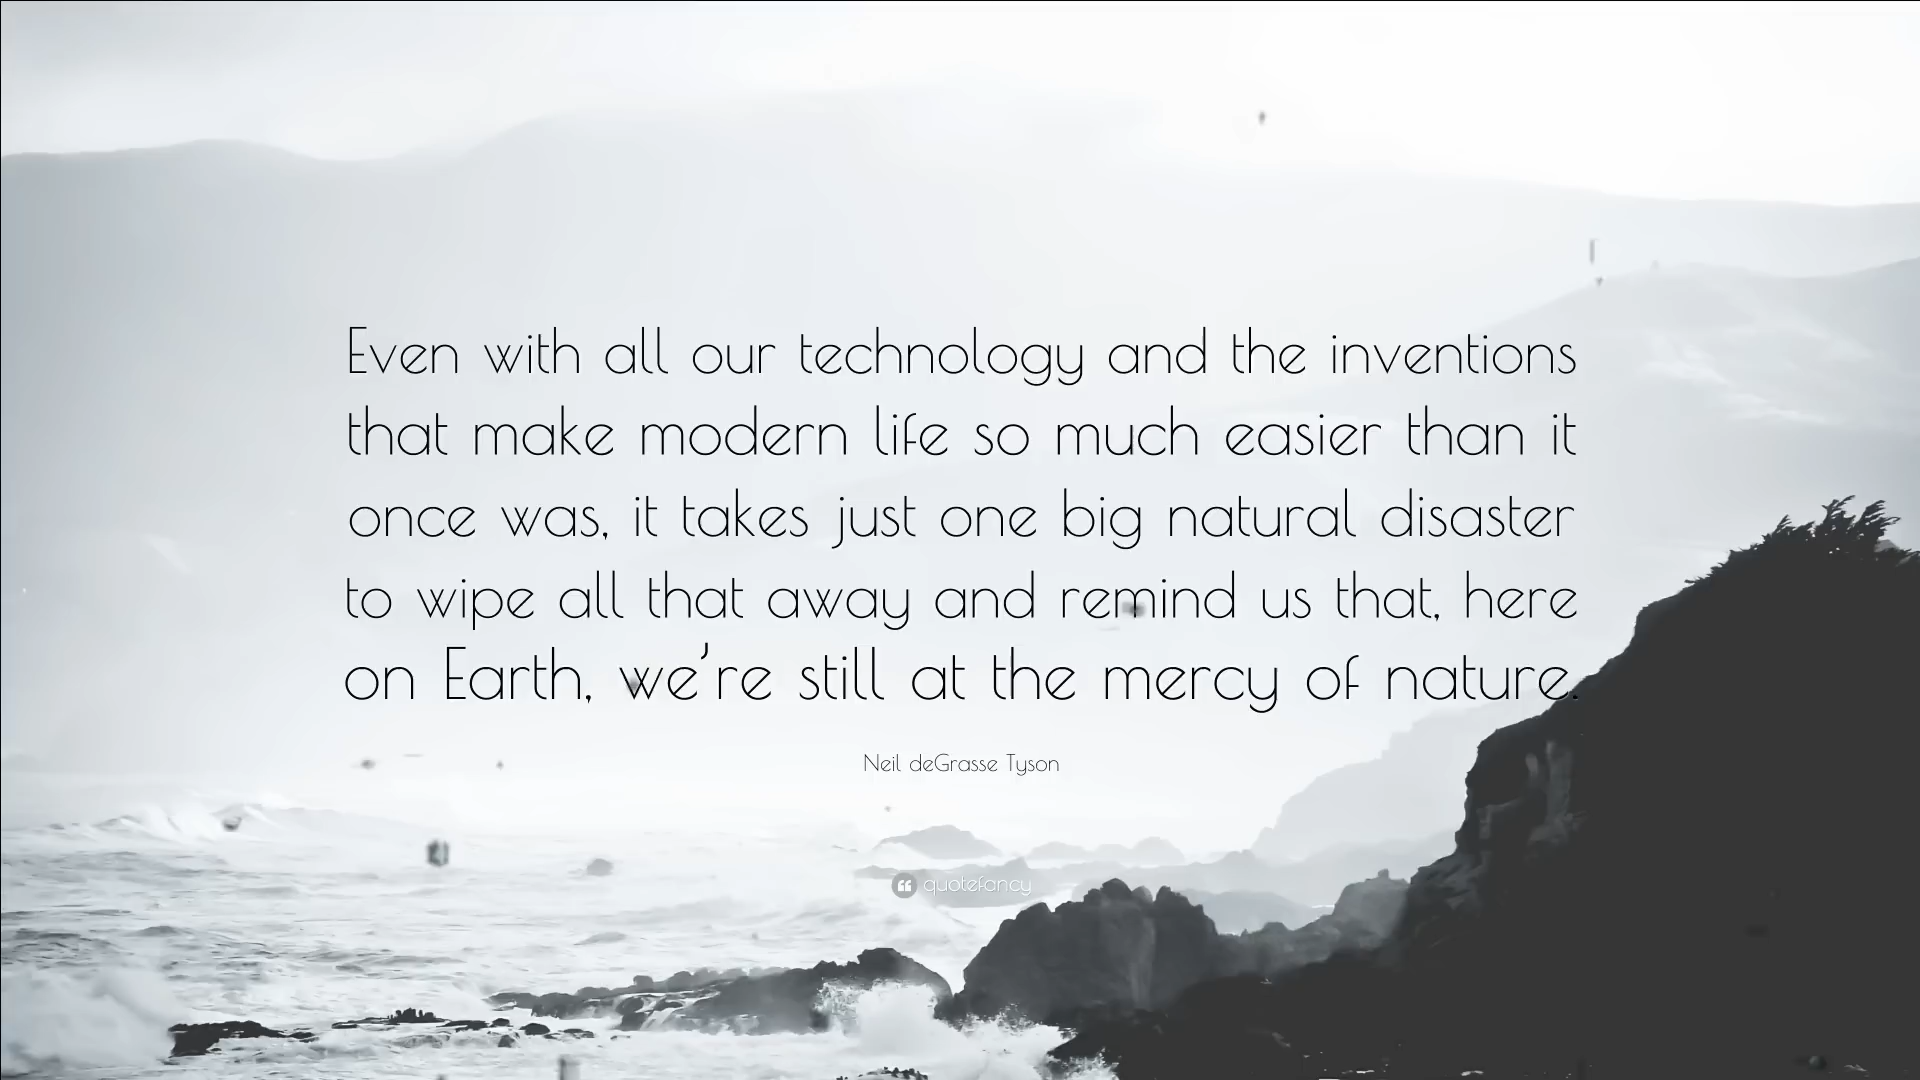 Even with all our technology and the inventions
that make modern life so much easier than it
once was, it takes just one big natural disaster
to wipe all that away and remind us that, here
on Earth, we’re still at the mercy of nature.
Neil deGrasse Tyson
quotefancy